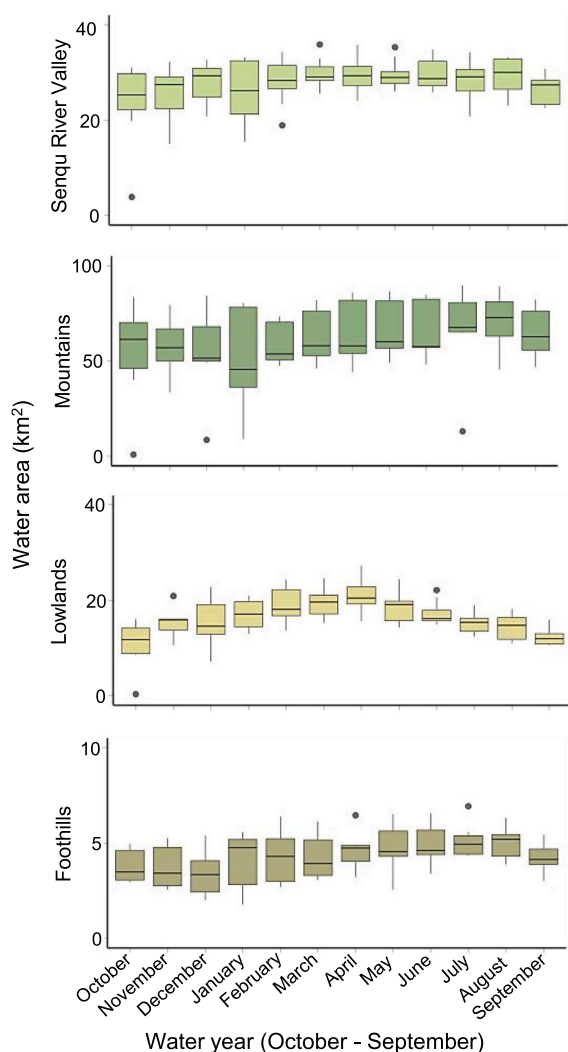 Water area (km²)
Senqu River Valley
40
20
0
Mountains
100
50
0
Lowlands
40
20
0
Foothills
10
5
0
October
November
December
January
February
March
April
May
June
July
August
September
Water year (October - September)